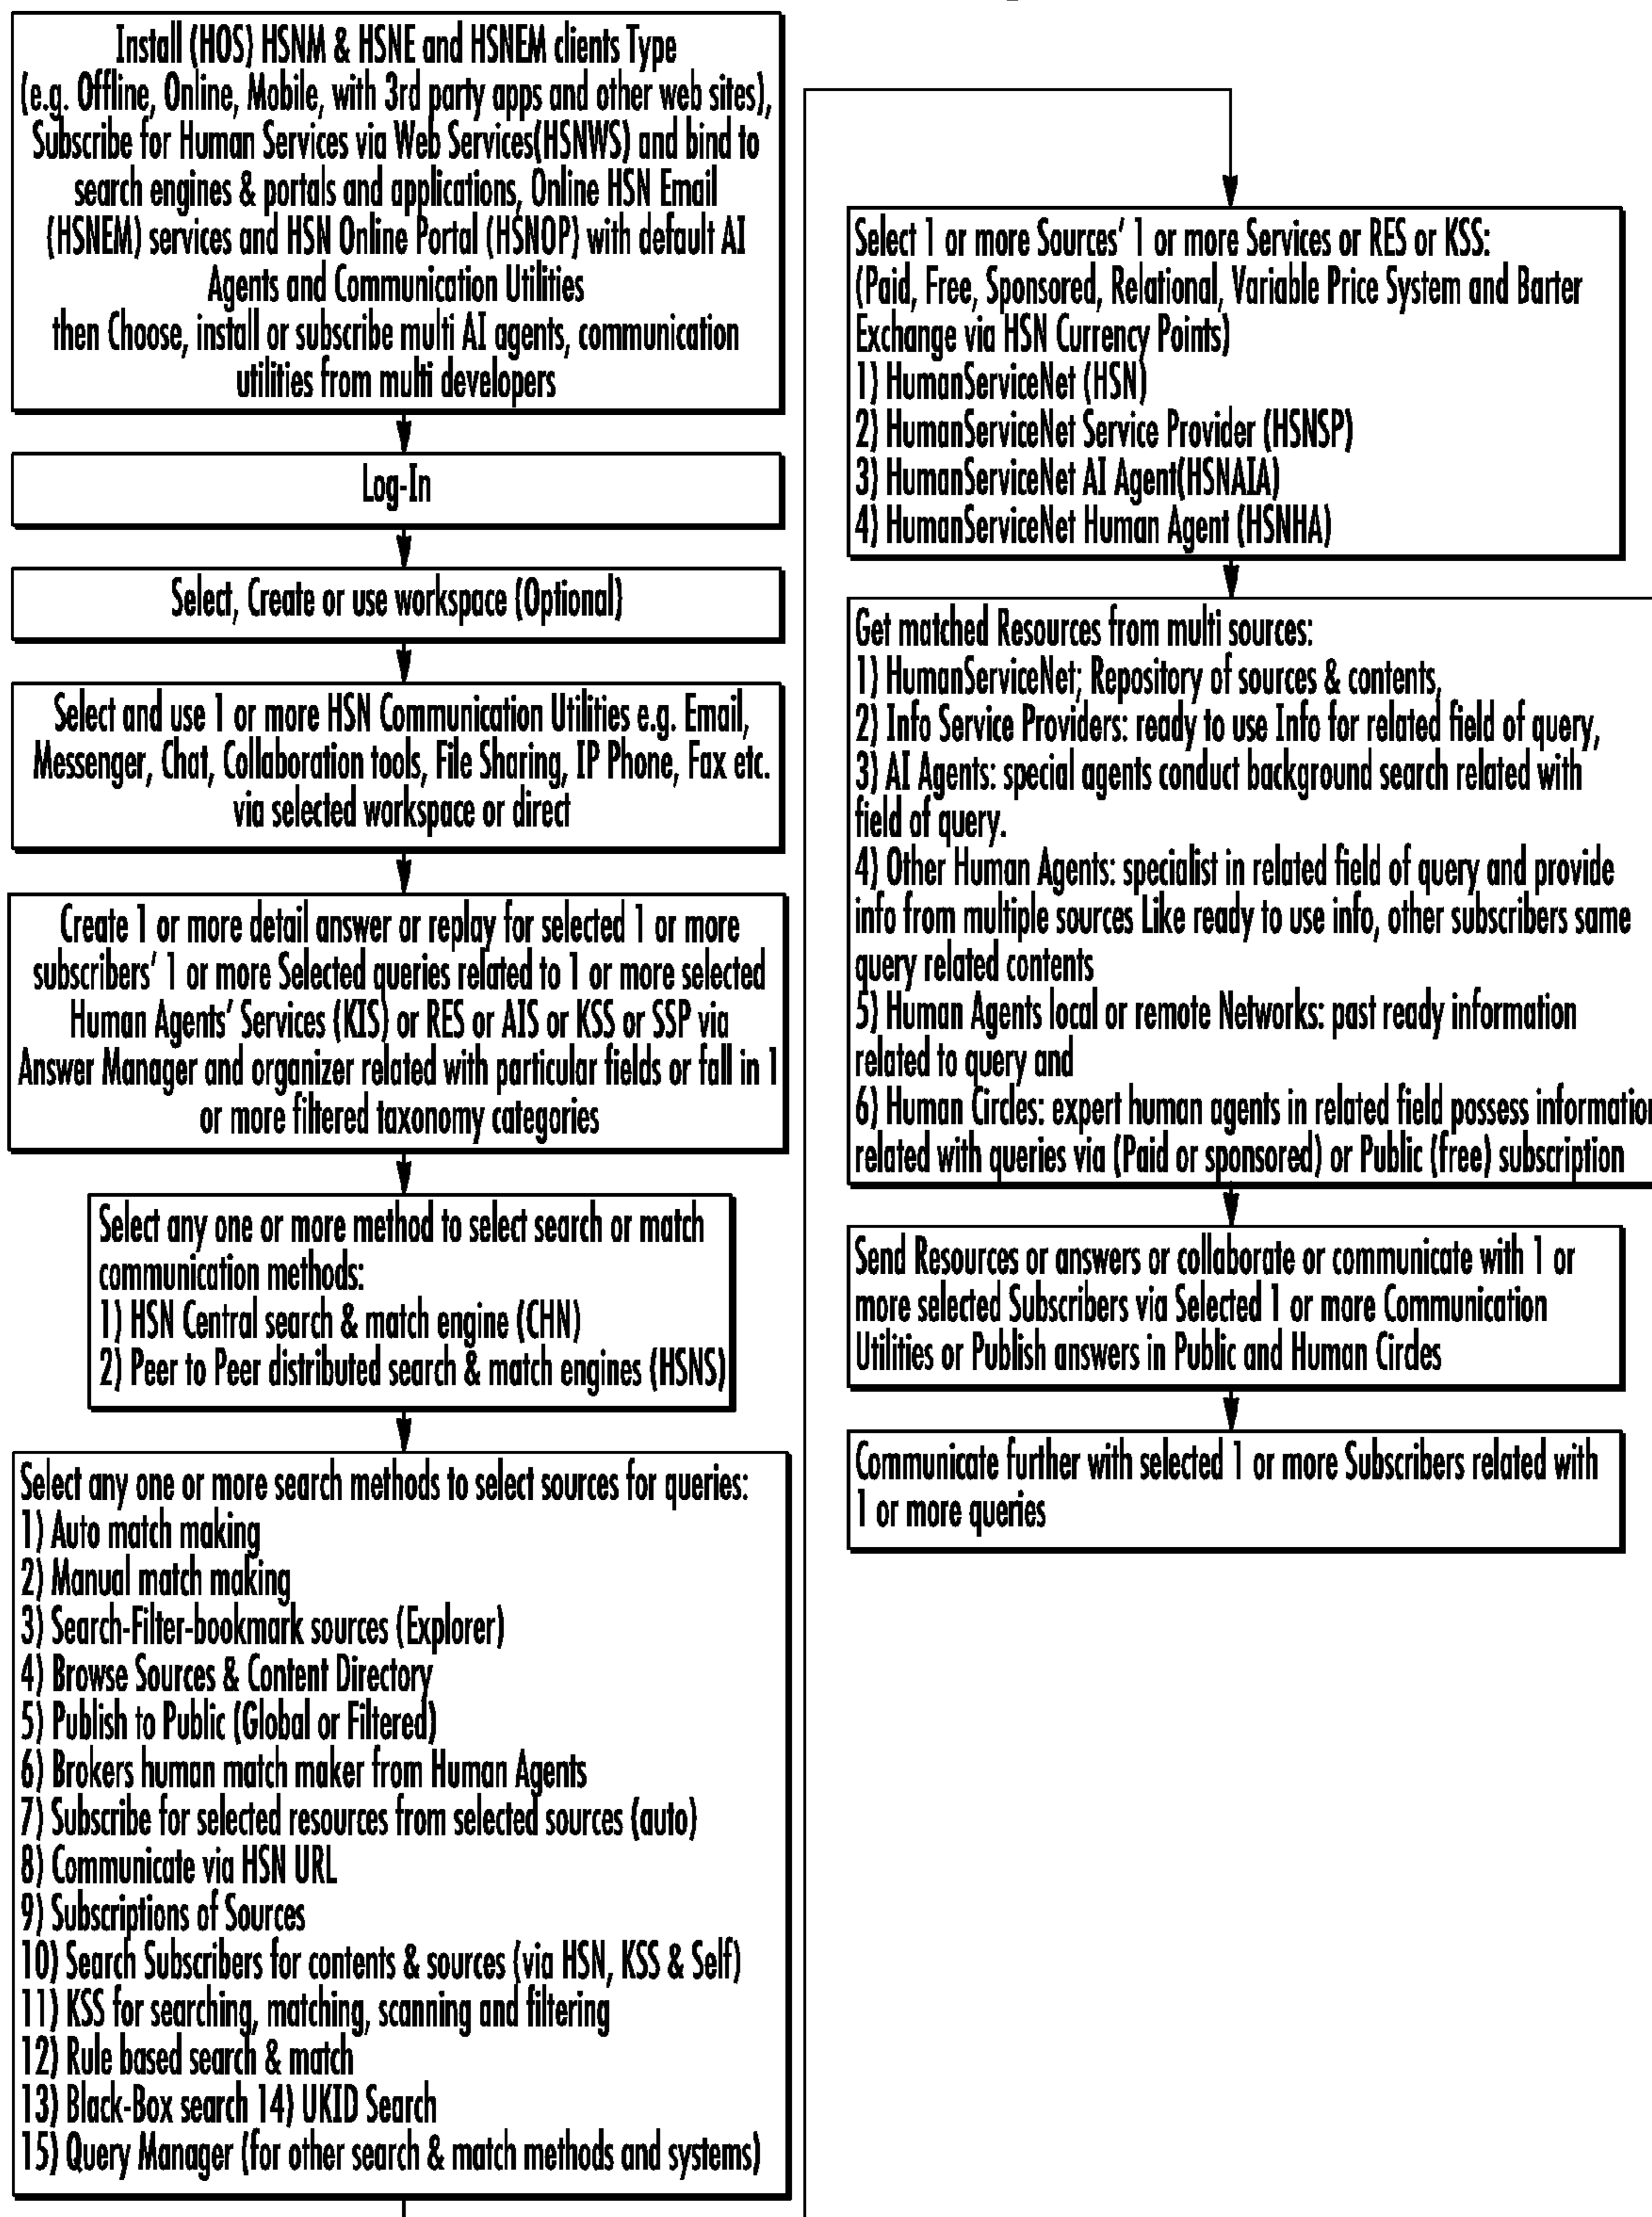 Install (HOS) HSNM & HSNE and HSNEM clients Type
(e.g. Offline, Online, Mobile, with 3rd party apps and other web sites),
Subscribe for Human Services via Web Services(HSNWS) and bind to
search engines & portals and applications, Online HSN Email
(HSNEM) services and HSN Online Portal (HSNOP) with default AI
Agents and Communication Utilities
then Choose, install or subscribe multi AI agents, communication
utilities from multi developers
Log-In
Select, Create or use workspace (Optional)
Select and use 1 or more HSN Communication Utilities e.g. Email,
Messenger, Chat, Collaboration tools, File Sharing, IP Phone, Fax etc.
via selected workspace or direct
Create 1 or more detail answer or replay for selected 1 or more
subscribers' 1 or more Selected queries related to 1 or more selected
Human Agents' Services (KIS) or RES or AIS or KSS or SSP via
Answer Manager and organizer related with particular fields or fall in 1
or more filtered taxonomy categories
Select any one or more method to select search or match
communication methods:
1) HSN Central search & match engine (CHN)
2) Peer to Peer distributed search & match engines (HSNS)
Select any one or more search methods to select sources for queries:
1) Auto match making
2) Manual match making
3) Search-Filter-bookmark sources (Explorer)
4) Browse Sources & Content Directory
5) Publish to Public (Global or Filtered)
6) Brokers human match maker from Human Agents
7) Subscribe for selected resources from selected sources (auto)
8) Communicate via HSN URL
9) Subscriptions of Sources
10) Search Subscribers for contents & sources (via HSN, KSS & Self)
11) KSS for searching, matching, scanning and filtering
12) Rule based search & match
13) Black-Box search 14) UKID Search
15) Query Manager (for other search & match methods and systems)
Select 1 or more Sources' 1 or more Services or RES or KSS:
(Paid, Free, Sponsored, Relational, Variable Price System and Barter
Exchange via HSN Currency Points)
1) HumanServiceNet (HSN)
2) HumanServiceNet Service Provider (HSNSP)
3) HumanServiceNet AI Agent(HSNAIA)
4) HumanServiceNet Human Agent (HSNHA)
Get matched Resources from multi sources:
1) HumanServiceNet; Repository of sources & contents,
2) Info Service Providers: ready to use Info for related field of query,
3) AI Agents: special agents conduct background search related with
field of query.
4) Other Human Agents: specialist in related field of query and provide
info from multiple sources Like ready to use info, other subscribers same
query related contents
5) Human Agents local or remote Networks: past ready information
related to query and
6) Human Circles: expert human agents in related field possess information
related with queries via (Paid or sponsored) or Public (free) subscription
Send Resources or answers or collaborate or communicate with 1 or
more selected Subscribers via Selected 1 or more Communication
Utilities or Publish answers in Public and Human Circles
Communicate further with selected 1 or more Subscribers related with
1 or more queries